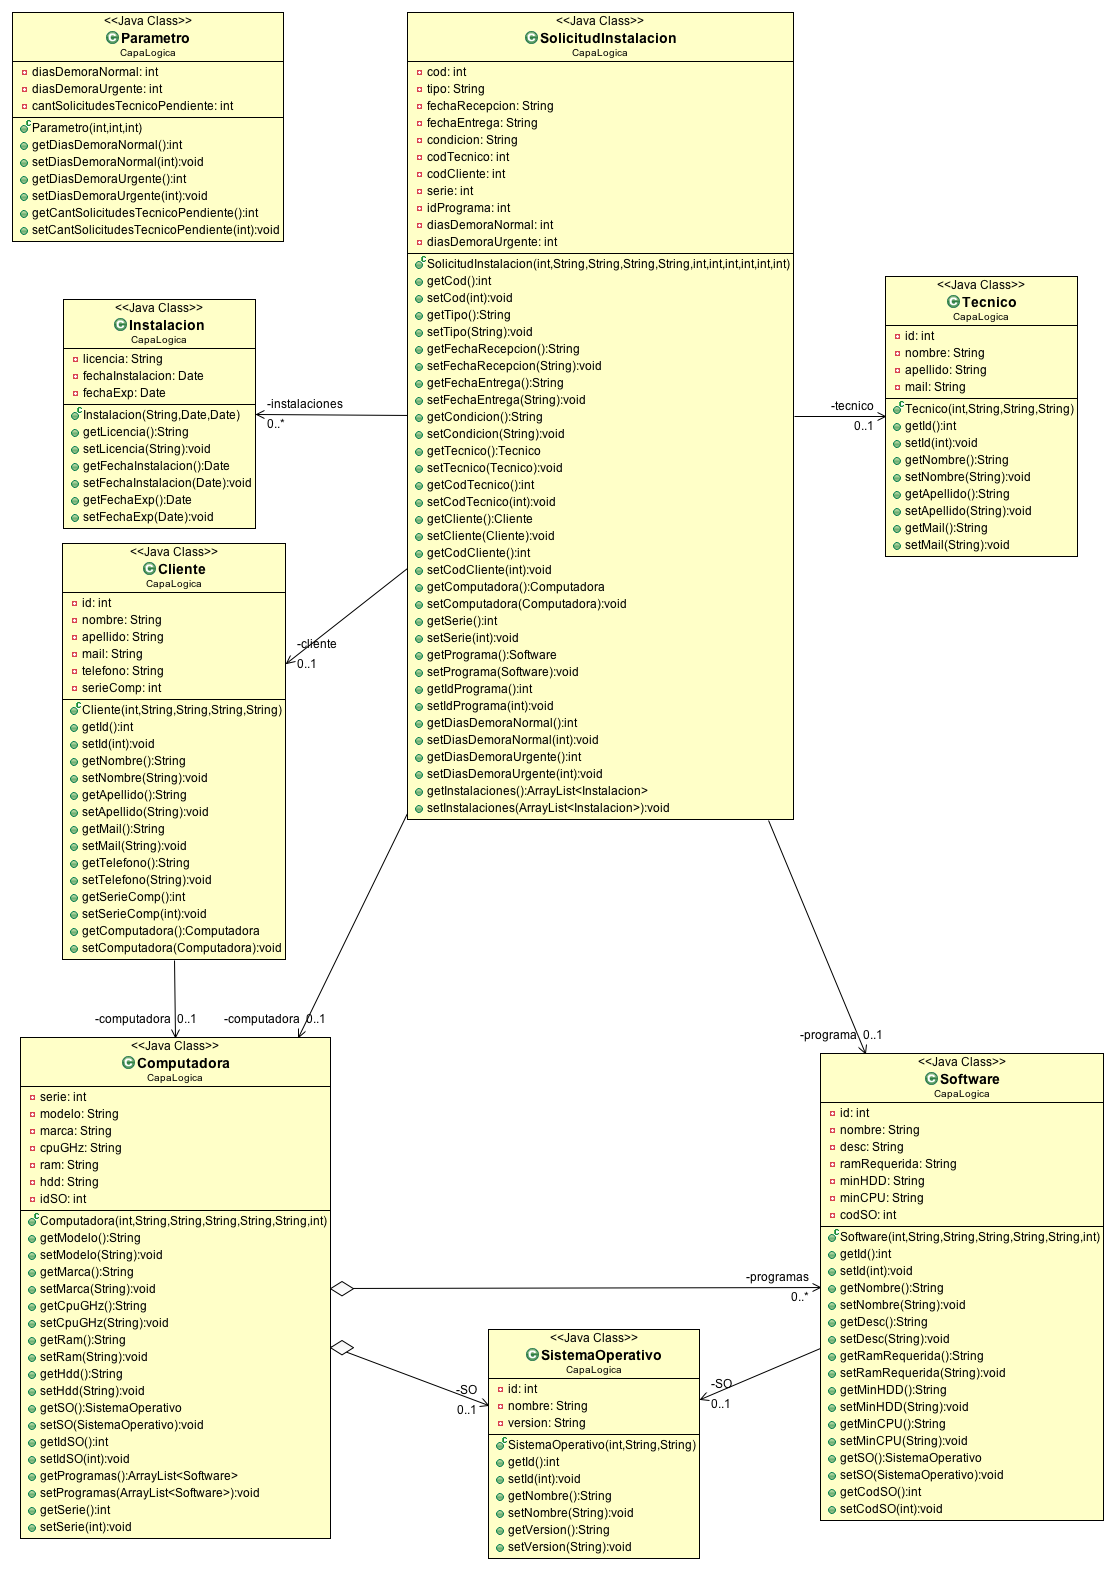 <<Java Class>>
Parametro
CapaLogica
diasDemoraNormal: int
diasDemoraUrgente: int
cantSolicitudesTecnicoPendiente: int
Parametro(int,int,int)
getDiasDemoraNormal():int
setDiasDemoraNormal(int):void
getDiasDemoraUrgente():int
setDiasDemoraUrgente(int):void
getCantSolicitudesTecnicoPendiente():int
setCantSolicitudesTecnicoPendiente(int):void
<<Java Class>>
SolicitudInstalacion
CapaLogica
cod: int
tipo: String
fechaRecepcion: String
fechaEntrega: String
condicion: String
codTecnico: int
codCliente: int
serie: int
idPrograma: int
diasDemoraNormal: int
diasDemoraUrgente: int
SolicitudInstalacion(int,String,String,String,String,int,int,int,int,int,int)
getCod():int
setCod(int):void
getTipo():String
setTipo(String):void
getFechaRecepcion():String
setFechaRecepcion(String):void
getFechaEntrega():String
setFechaEntrega(String):void
getCondicion():String
setCondicion(String):void
getTecnico():Tecnico
setTecnico(Tecnico):void
getCodTecnico():int
setCodTecnico(int):void
getCliente():Cliente
setCliente(Cliente):void
getCodCliente():int
setCodCliente(int):void
getComputadora():Computadora
setComputadora(Computadora):void
getSerie():int
setSerie(int):void
getPrograma():Software
setPrograma(Software):void
getIdPrograma():int
setIdPrograma(int):void
getDiasDemoraNormal():int
setDiasDemoraNormal(int):void
getDiasDemoraUrgente():int
setDiasDemoraUrgente(int):void
getInstalaciones():ArrayList<Instalacion>
setInstalaciones(ArrayList<Instalacion>):void
<<Java Class>>
Tecnico
CapaLogica
id: int
nombre: String
apellido: String
mail: String
Tecnico(int,String,String,String)
getId():int
setId(int):void
getNombre():String
setNombre(String):void
getApellido():String
setApellido(String):void
getMail():String
setMail(String):void
-tecnico
0..1
<<Java Class>>
Instalacion
CapaLogica
licencia: String
fechaInstalacion: Date
fechaExp: Date
Instalacion(String,Date,Date)
getLicencia():String
setLicencia(String):void
getFechaInstalacion():Date
setFechaInstalacion(Date):void
getFechaExp():Date
setFechaExp(Date):void
-instalaciones
0..*
<<Java Class>>
Cliente
CapaLogica
id: int
nombre: String
apellido: String
mail: String
telefono: String
serieComp: int
Cliente(int,String,String,String,String)
getId():int
setId(int):void
getNombre():String
setNombre(String):void
getApellido():String
setApellido(String):void
getMail():String
setMail(String):void
getTelefono():String
setTelefono(String):void
getSerieComp():int
setSerieComp(int):void
getComputadora():Computadora
setComputadora(Computadora):void
-cliente
0..1
-computadora 0..1
-computadora 0..1
-programa 0..1
<<Java Class>>
Computadora
CapaLogica
serie: int
modelo: String
marca: String
cpuGHz: String
ram: String
hdd: String
idSO: int
Computadora(int,String,String,String,String,String,int)
getModelo():String
setModelo(String):void
getMarca():String
setMarca(String):void
getCpuGHz():String
setCpuGHz(String):void
getRam():String
setRam(String):void
getHdd():String
setHdd(String):void
getSO():SistemaOperativo
setSO(SistemaOperativo):void
getIdSO():int
setIdSO(int):void
getProgramas():ArrayList<Software>
setProgramas(ArrayList<Software>):void
getSerie():int
setSerie(int):void
-programas
0..*
-SO
0..1
<<Java Class>>
SistemaOperativo
CapaLogica
id: int
nombre: String
version: String
SistemaOperativo(int,String,String)
getId():int
setId(int):void
getNombre():String
setNombre(String):void
getVersion():String
setVersion(String):void
-SO
0..1
<<Java Class>>
Software
CapaLogica
id: int
nombre: String
desc: String
ramRequerida: String
minHDD: String
minCPU: String
codSO: int
Software(int,String,String,String,String,String,int)
getId():int
setId(int):void
getNombre():String
setNombre(String):void
getDesc():String
setDesc(String):void
getRamRequerida():String
setRamRequerida(String):void
getMinHDD():String
setMinHDD(String):void
getMinCPU():String
setMinCPU(String):void
getSO():SistemaOperativo
setSO(SistemaOperativo):void
getCodSO():int
setCodSO(int):void